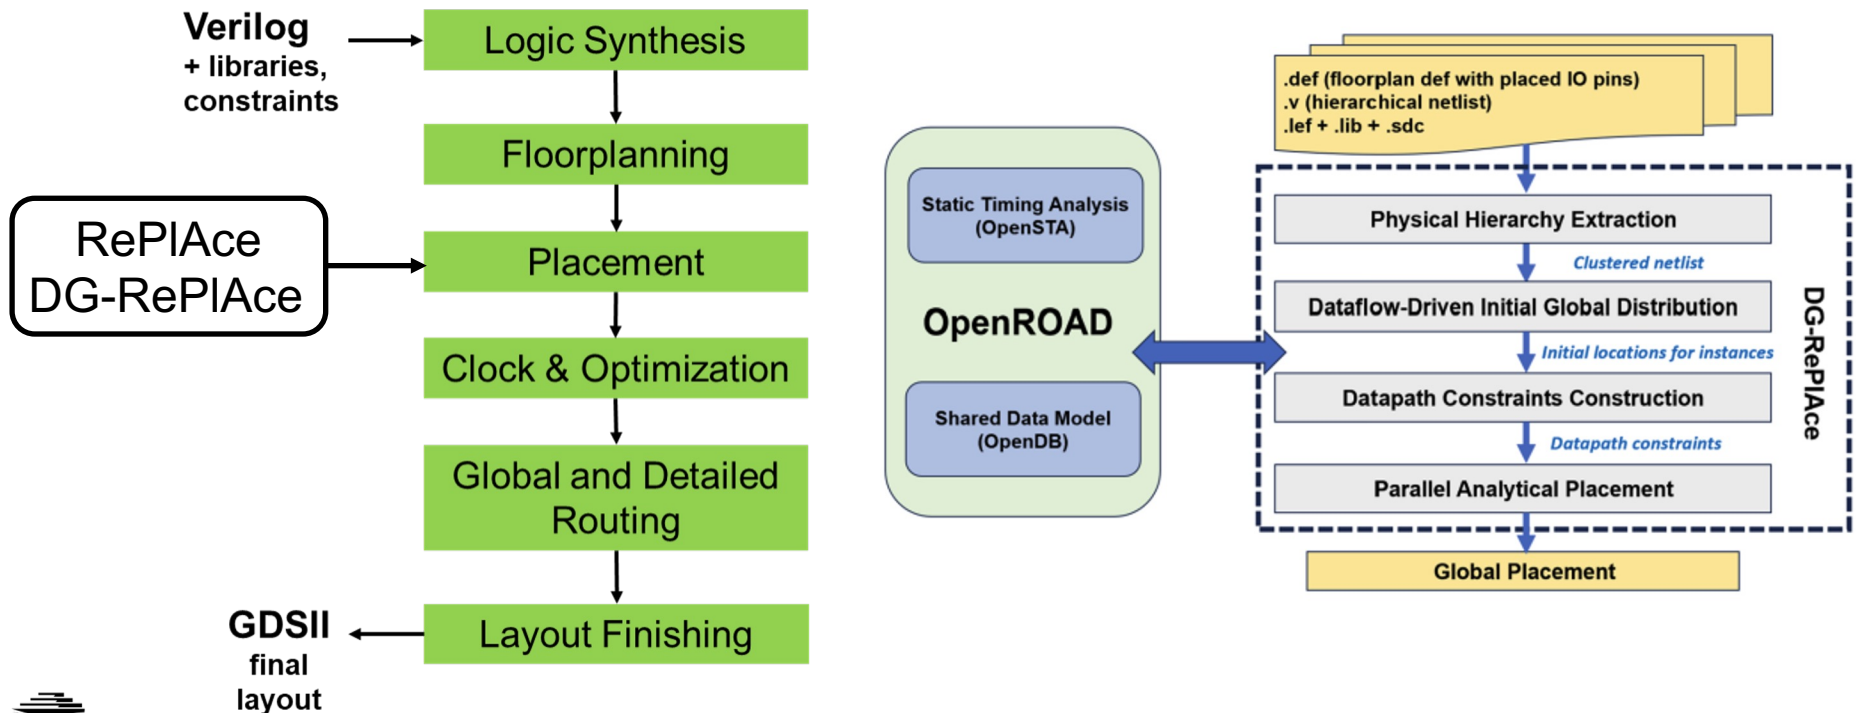 Verilog
+ libraries,
constraints
Logic Synthesis
Floorplanning
RePlAce
DG-RePlAce
Placement
Clock & Optimization
Global and Detailed
Routing
Layout Finishing
GDSII
final
layout
Static Timing Analysis
(OpenSTA)
OpenROAD
Shared Data Model
(OpenDB)
.def (floorplan def with placed IO pins)
.v (hierarchical netlist)
.lef + .lib + .sdc
Physical Hierarchy Extraction
Clustered netlist
Dataflow-Driven Initial Global Distribution
Initial locations for instances
Datapath Constraints Construction
Datapath constraints
Parallel Analytical Placement
DG-RePlAce
Global Placement